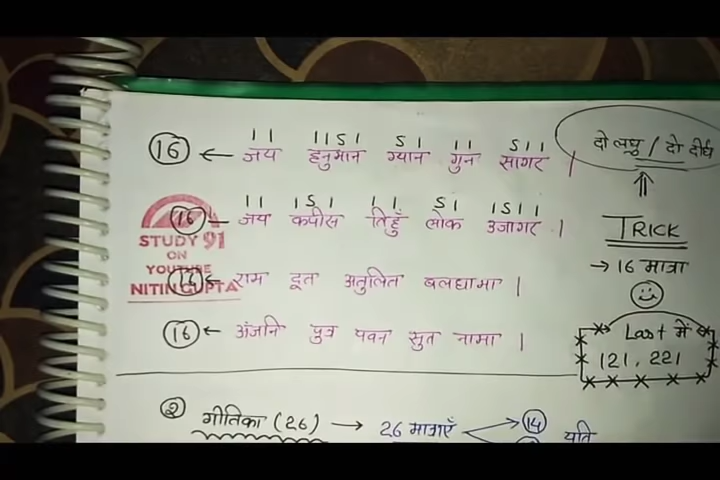 । । ।।ऽ। ऽ। ।। ऽ।।
16 ← जय हनुमान ग्यान गुन सागर |
दो लघु / दो दीर्घ
।। ।ऽ। ।। ऽ। ।ऽ।।
16 जय कपीस तिहुँ लोक उजागर |
TRICK
→ 16 मात्रा
STUDY 91
ON
YOUTUBE
NITIN GUPTA
16 ← राम दूत अतुलित बलधामा |
16 ← अंजनि पुत्र पवन सुत नामा |
Last में
121, 221
② गीतिका (26) → 26 मात्राएँ
14
यति